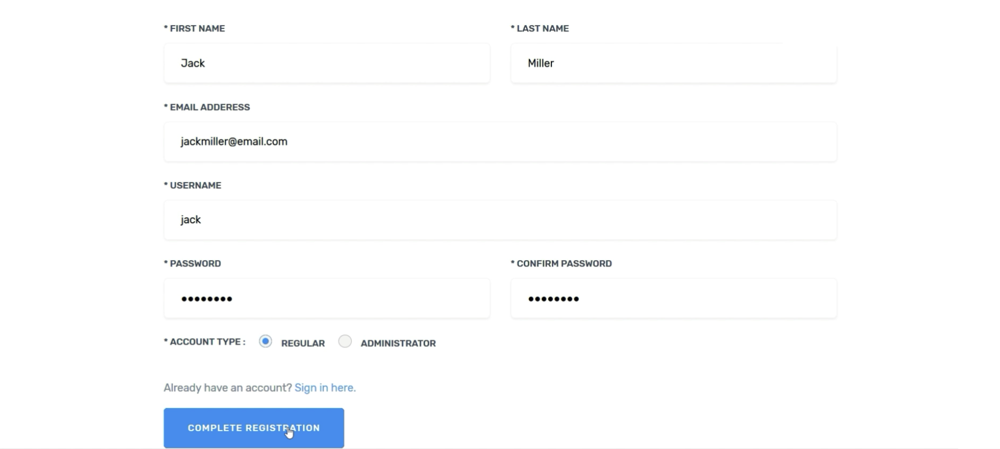 * FIRST NAME
* LAST NAME
Jack
Miller
* EMAIL ADDERESS
jackmiller@email.com
* USERNAME
jack
* PASSWORD
* CONFIRM PASSWORD
••••••••
••••••••
* ACCOUNT TYPE : REGULAR ADMINISTRATOR
Already have an account? Sign in here.
COMPLETE REGISTRATION